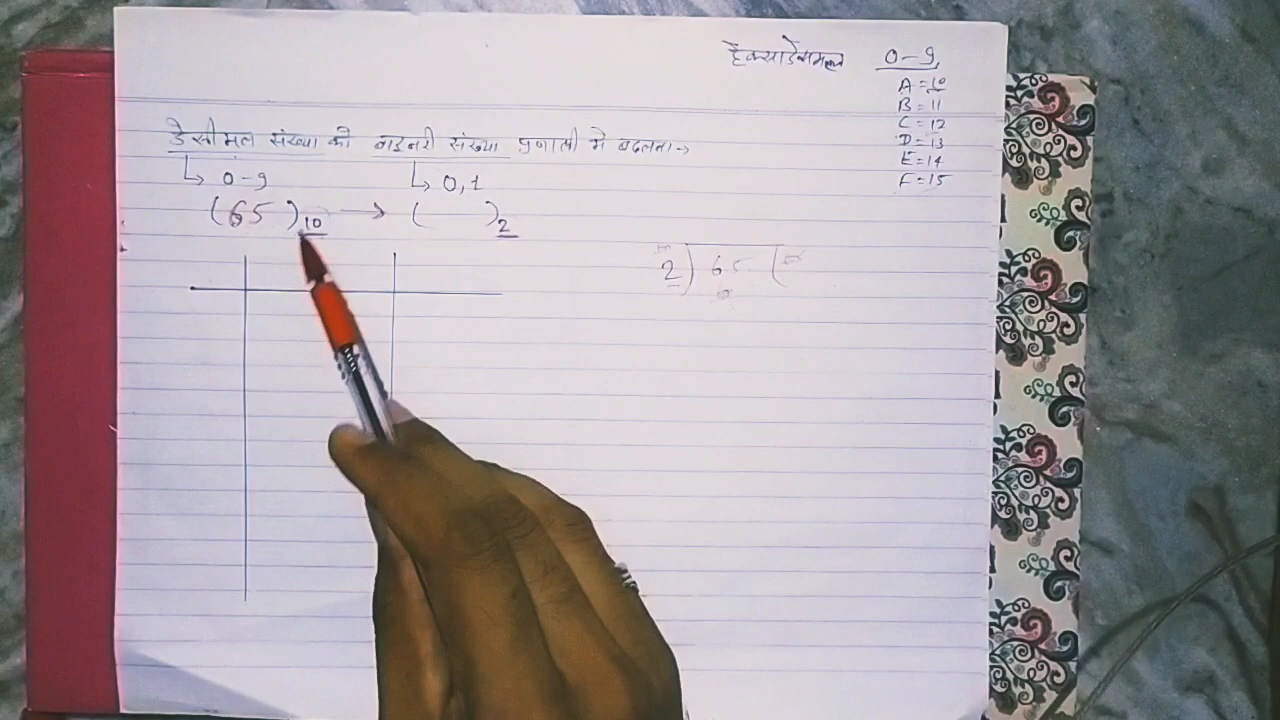 हेक्साडेसमल 0-9
A = 10
B = 11
C = 12
D = 13
E = 14
F = 15
डेसीमल संख्या को बाइनरी संख्या प्रणाली मे बदलना→
↳ 0-9 ↳ 0,1
(65)10 → ( )2
2) 65 (